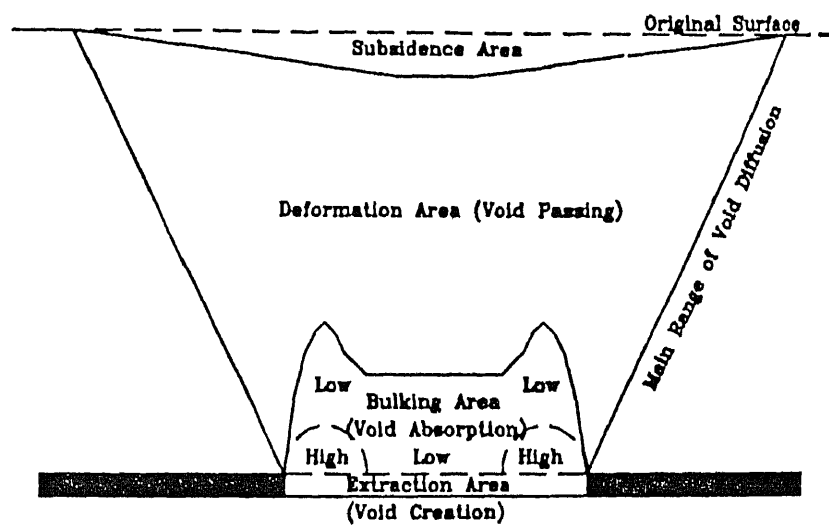 Original Surface
Subsidence Area
Deformation Area (Void Passing)
Main Range of Void Diffusion
Low
Low
Bulking Area
(Void Absorption)
High
Low
High
Extraction Area
(Void Creation)